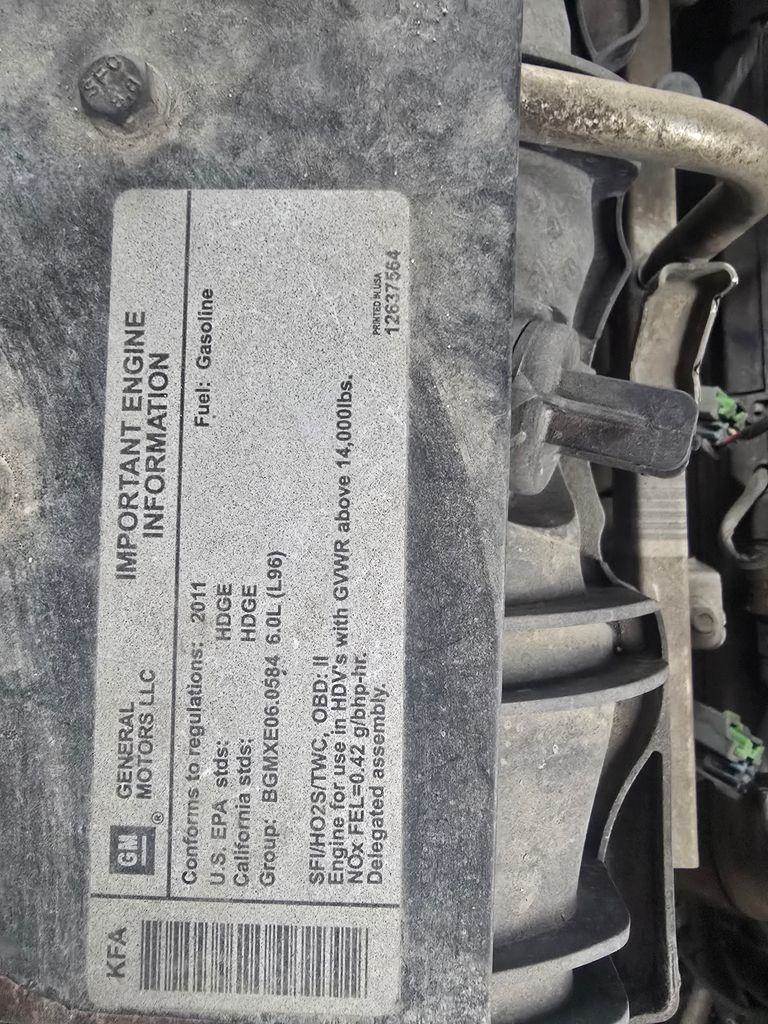 KFA
GM
®
GENERAL
MOTORS LLC
IMPORTANT ENGINE
INFORMATION
Conforms to regulations: 2011 Fuel: Gasoline
U.S. EPA stds: HDGE
California stds: HDGE
Group: BGMXE06.0584 6.0L (L96)
SFI/HO2S/TWC, OBD: II
Engine for use in HDV's with GVWR above 14,000lbs.
NOx FEL=0.42 g/bhp-hr.
Delegated assembly.
PRINTED IN USA
12637564